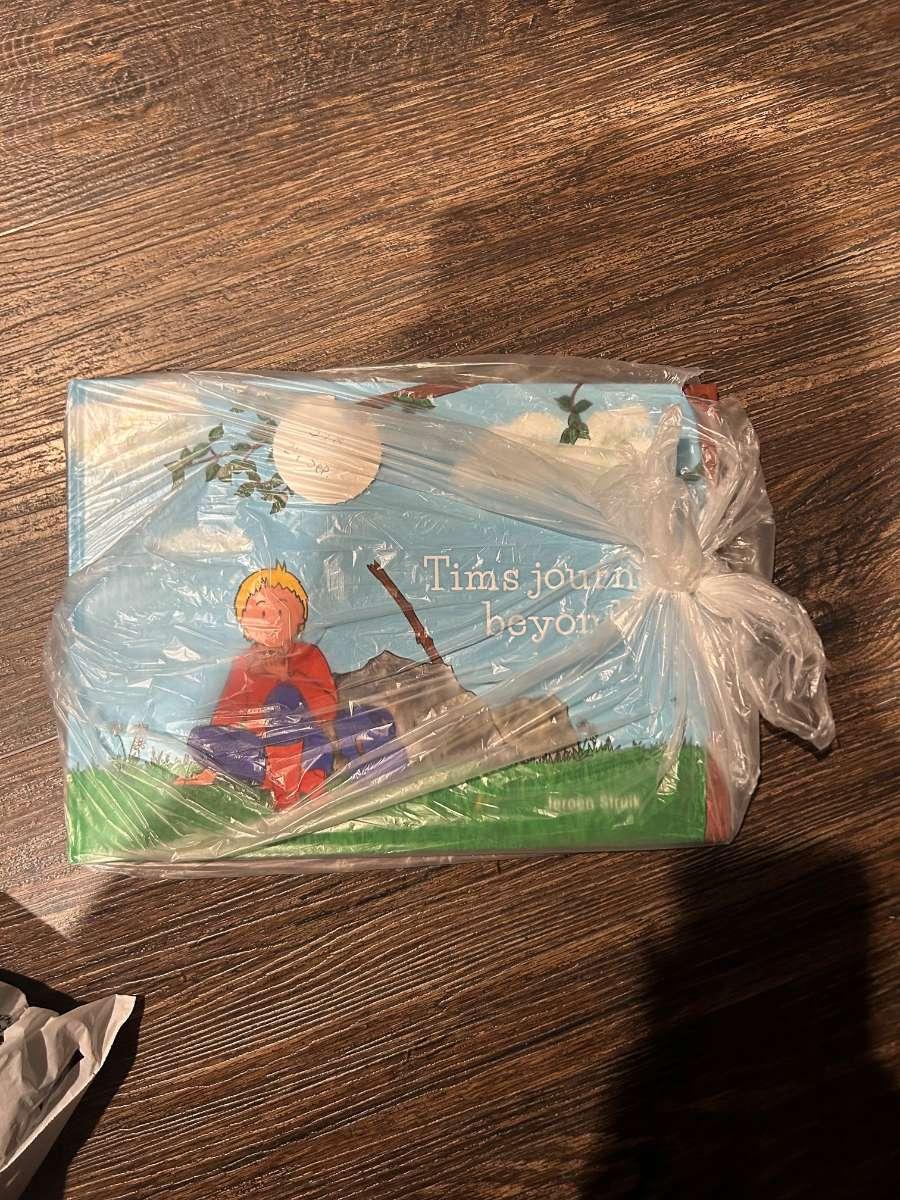 Tims journ
beyon
Jeroen Struik